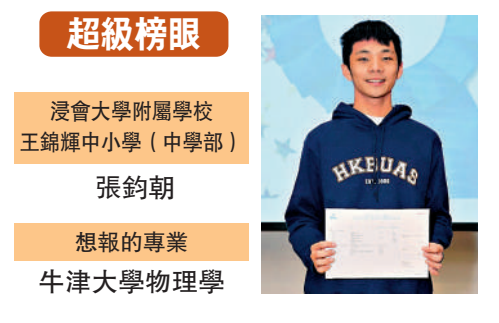 超級榜眼
浸會大學附屬學校
王錦輝中小學（中學部）
張鈞朝
想報的專業
牛津大學物理學
HKBUAS
EST. 2006